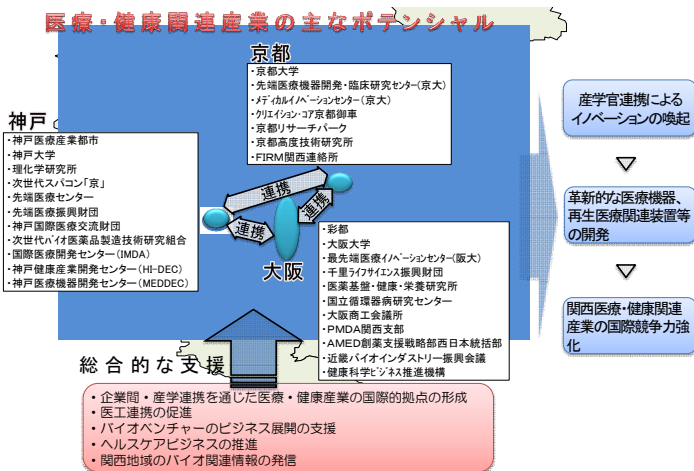 医療・健康関連産業の主なポテンシャル
京都
・京都大学
・先端医療機器開発・臨床研究センター(京大)
・メディカルイノベーションセンター(京大)
・クリエイション・コア京都御車
・京都リサーチパーク
・京都高度技術研究所
・FIRM関西連絡所
神戸
・神戸医療産業都市
・神戸大学
・理化学研究所
・次世代スパコン「京」
・先端医療センター
・先端医療振興財団
・神戸国際医療交流財団
・次世代バイオ医薬品製造技術研究組合
・国際医療開発センター(IMDA)
・神戸健康産業開発センター(HI-DEC)
・神戸医療機器開発センター(MEDDEC)
連携
連携
連携
大阪
・彩都
・大阪大学
・最先端医療イノベーションセンター(阪大)
・千里ライフサイエンス振興財団
・医薬基盤・健康・栄養研究所
・国立循環器病研究センター
・大阪商工会議所
・PMDA関西支部
・AMED創薬支援戦略部西日本統括部
・近畿バイオインダストリー振興会議
・健康科学ビジネス推進機構
総合的な支援
・企業間・産学連携を通じた医療・健康産業の国際的拠点の形成
・医工連携の促進
・バイオベンチャーのビジネス展開の支援
・ヘルスケアビジネスの推進
・関西地域のバイオ関連情報の発信
産学官連携による
イノベーションの喚起
革新的な医療機器、
再生医療関連装置等
の開発
関西医療・健康関連
産業の国際競争力強
化